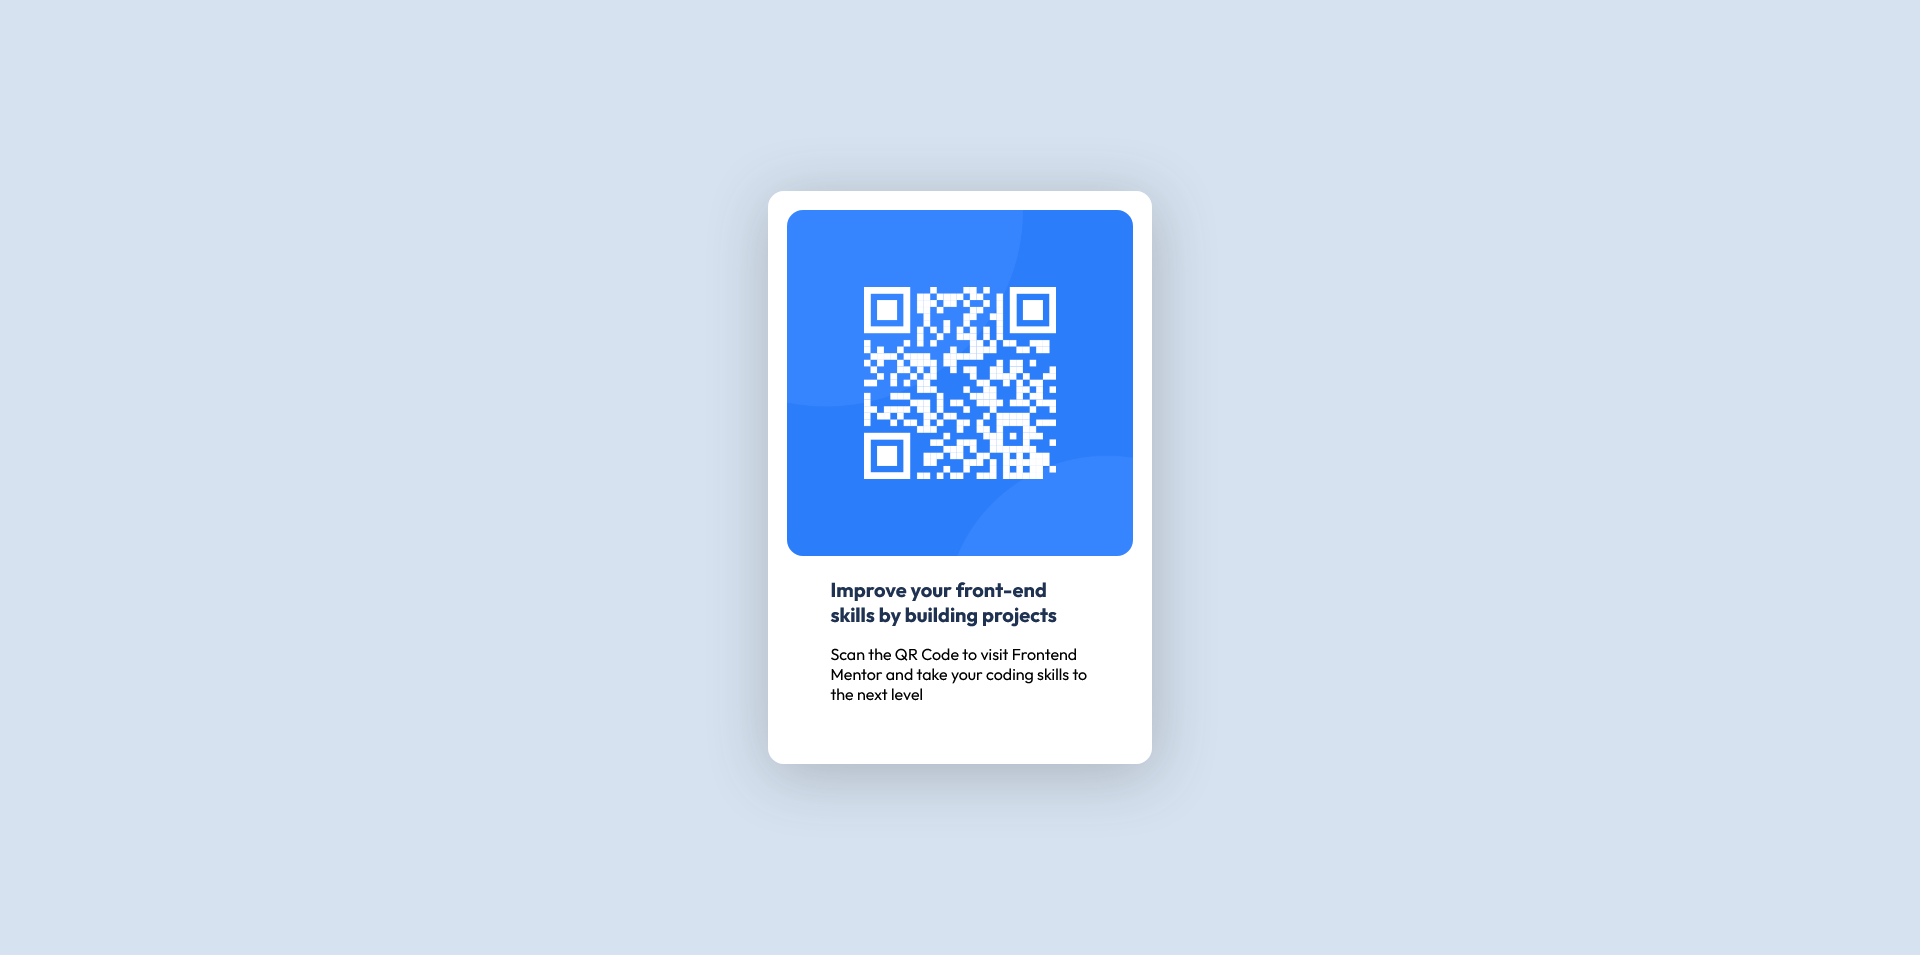 Improve your front-end
skills by building projects
Scan the QR Code to visit Frontend
Mentor and take your coding skills to
the next level